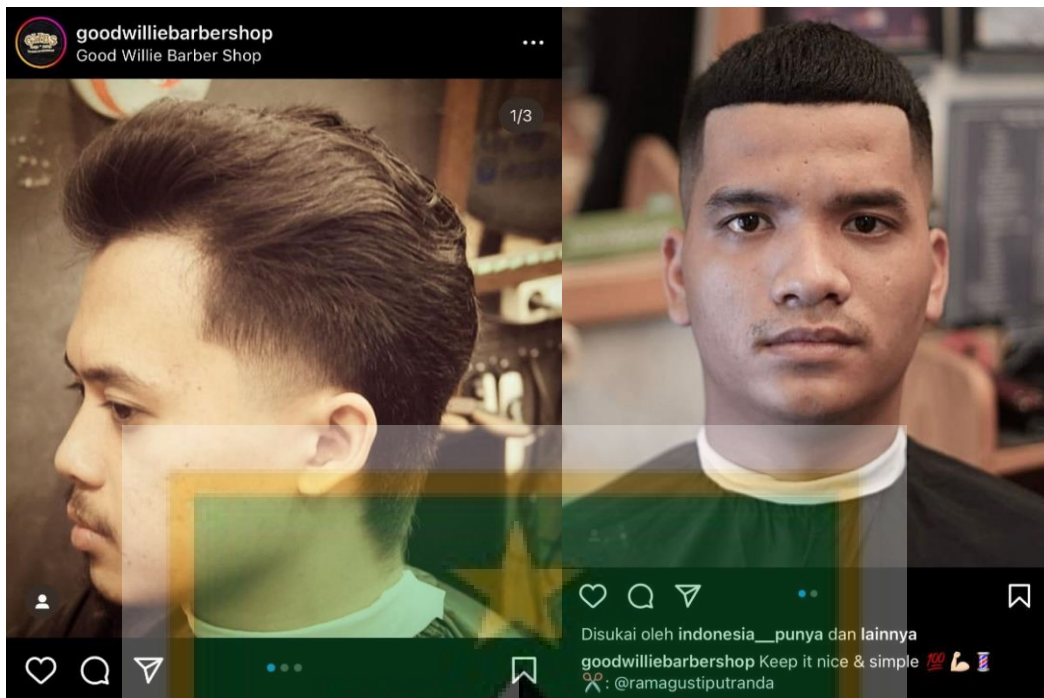 goodwilliebarbershop
Good Willie Barber Shop
1/3
Disukai oleh indonesia__punya dan lainnya
goodwilliebarbershop Keep it nice & simple 💯💪🏻💈
✂️: @ramagustiputranda